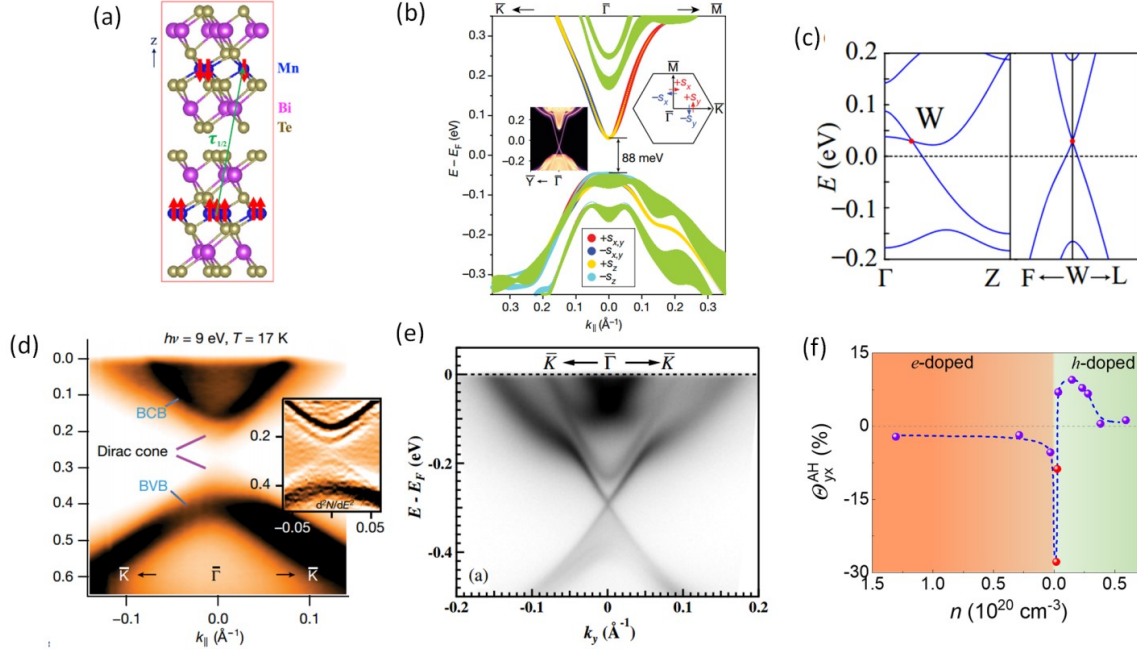 (a)
z
Mn
Bi
Te
τ1/2
(b)
K̄
Γ̄
M̄
0.3
0.2
0.1
0.0
−0.1
−0.2
−0.3
E − EF (eV)
M̄
+sx
−sx
+sy
Γ̄
K̄
−sy
0.2
0.0
−0.2
E − EF (eV)
Ȳ ← Γ̄
88 meV
+sx,y
−sx,y
+sz
−sz
0.3 0.2 0.1 0.0 0.1 0.2 0.3
k∥ (Å−1)
(c)
0.2
0.1
0.0
-0.1
-0.2
E (eV)
W
Γ Z F W L
(d)
hν = 9 eV, T = 17 K
0.0
0.1
0.2
0.3
0.4
0.5
0.6
BCB
Dirac cone
BVB
0.2
0.4
d2N/dE2
−0.05 0.05
K̄ Γ̄ K̄
−0.1 0.0 0.1
k∥ (Å−1)
(e)
K̄ Γ̄ K̄
0
-0.2
-0.4
E - EF (eV)
(a)
-0.2 -0.1 0 0.1 0.2
ky (Å-1)
(f)
15
0
-15
-30
ΘyxAH (%)
e-doped h-doped
1.5 1.0 0.5 0.0 0.5
n (1020 cm-3)